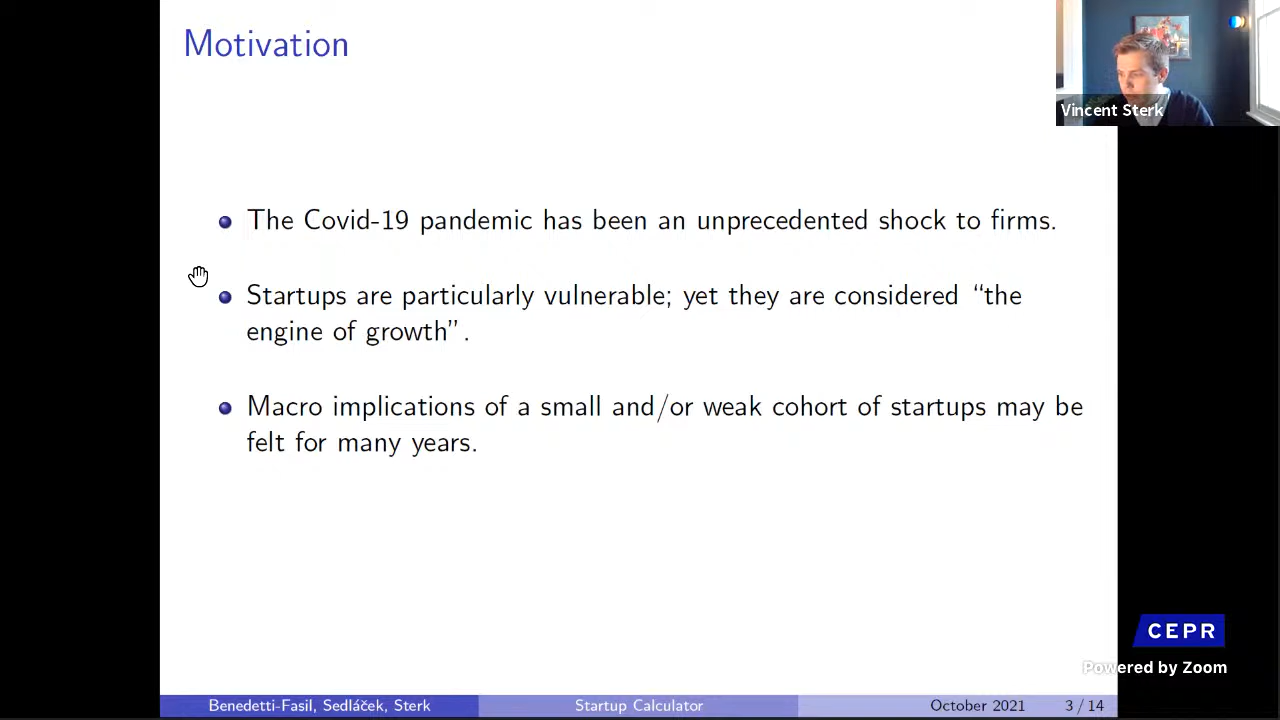 Motivation
Vincent Sterk
The Covid-19 pandemic has been an unprecedented shock to firms.
Startups are particularly vulnerable; yet they are considered “the
engine of growth”.
Macro implications of a small and/or weak cohort of startups may be
felt for many years.
CEPR
Powered by Zoom
Benedetti-Fasil, Sedláček, Sterk
Startup Calculator
October 2021
3 / 14